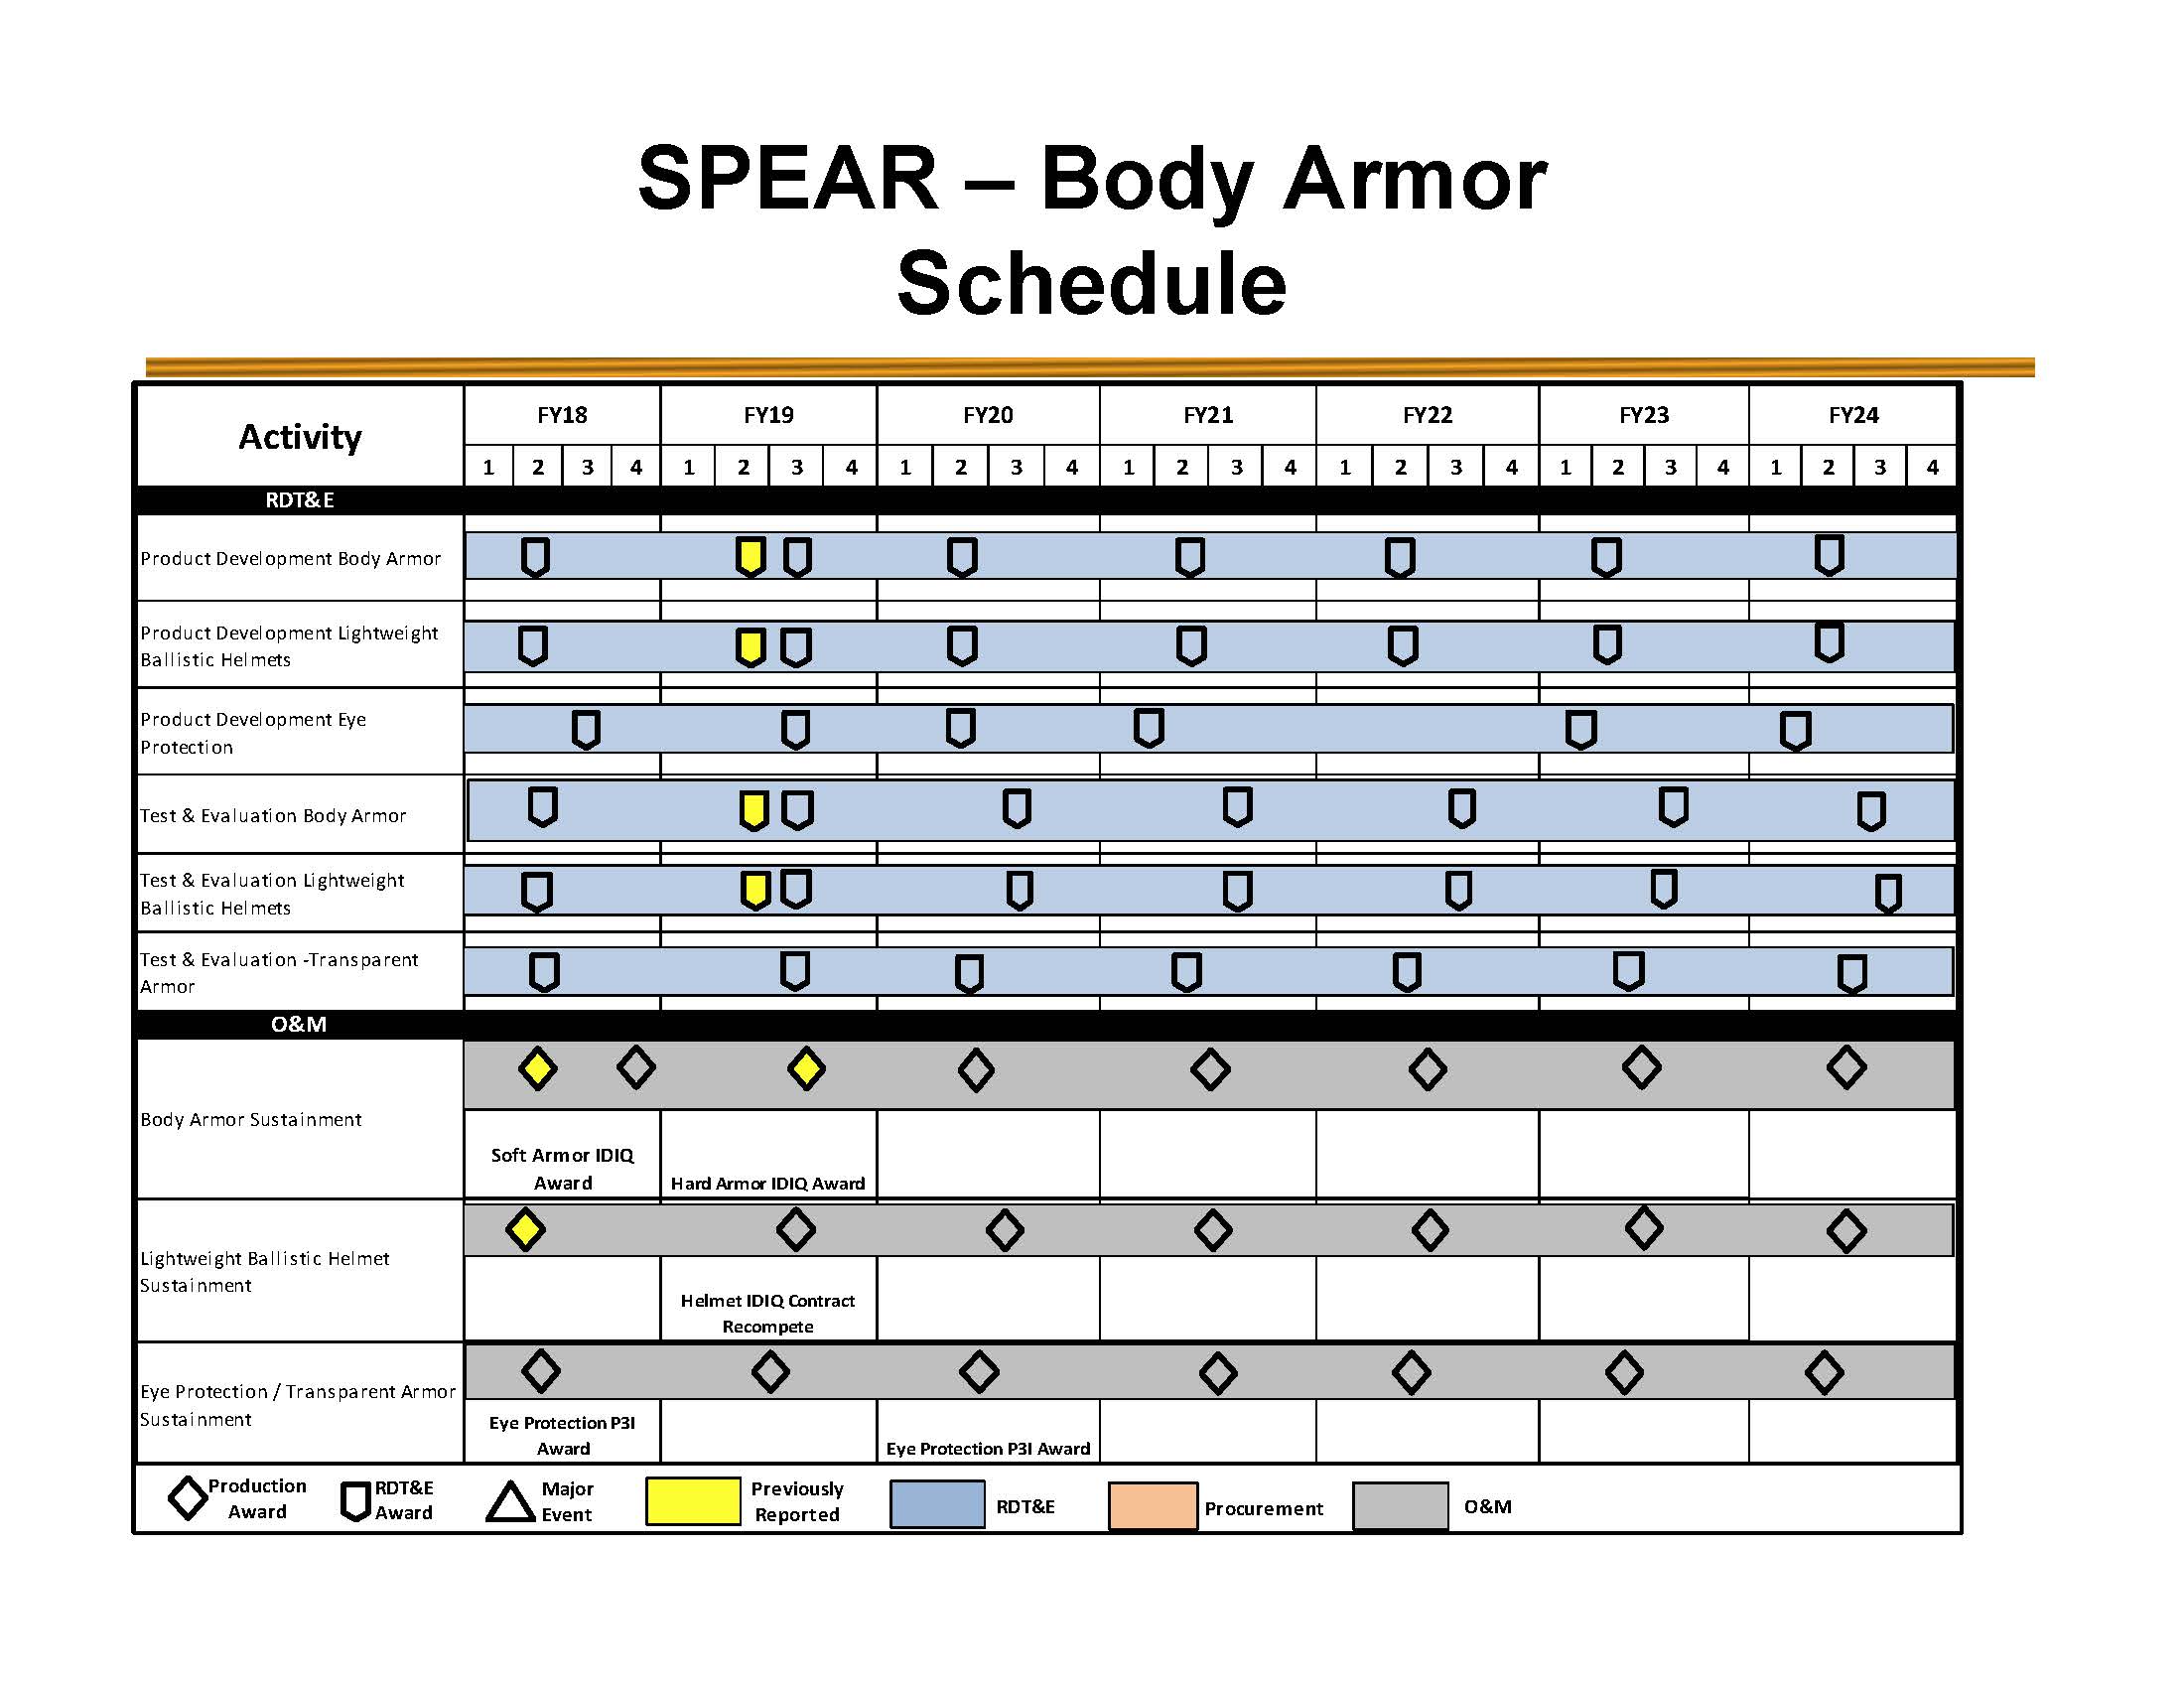 SPEAR – Body Armor
Schedule
Activity
FY18 FY19 FY20 FY21 FY22 FY23 FY24
1 2 3 4 1 2 3 4 1 2 3 4 1 2 3 4 1 2 3 4 1 2 3 4 1 2 3 4
RDT&E
Product Development Body Armor
Product Development Lightweight
Ballistic Helmets
Product Development Eye
Protection
Test & Evaluation Body Armor
Test & Evaluation Lightweight
Ballistic Helmets
Test & Evaluation -Transparent
Armor
O&M
Body Armor Sustainment
Soft Armor IDIQ
Award
Hard Armor IDIQ Award
Lightweight Ballistic Helmet
Sustainment
Helmet IDIQ Contract
Recompete
Eye Protection / Transparent Armor
Sustainment
Eye Protection P3I
Award
Eye Protection P3I Award
Production
Award
RDT&E
Award
Major
Event
Previously
Reported
RDT&E
Procurement
O&M